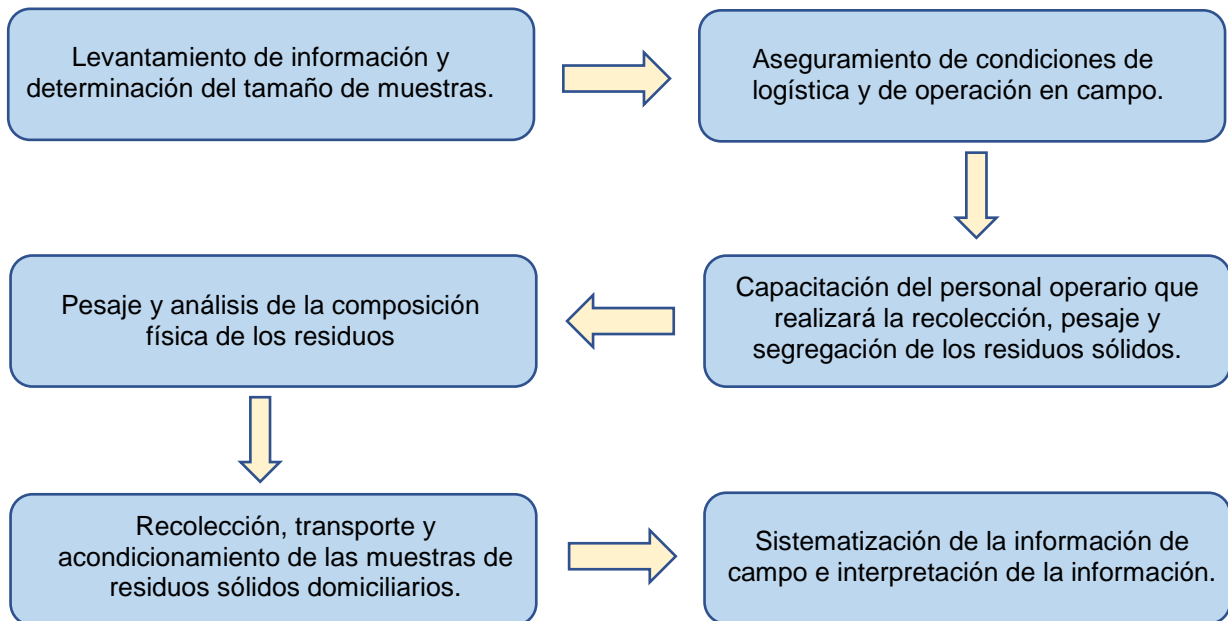 Levantamiento de información y
determinación del tamaño de muestras.
Aseguramiento de condiciones de
logística y de operación en campo.
Capacitación del personal operario que
realizará la recolección, pesaje y
segregación de los residuos sólidos.
Pesaje y análisis de la composición
física de los residuos
Recolección, transporte y
acondicionamiento de las muestras de
residuos sólidos domiciliarios.
Sistematización de la información de
campo e interpretación de la información.